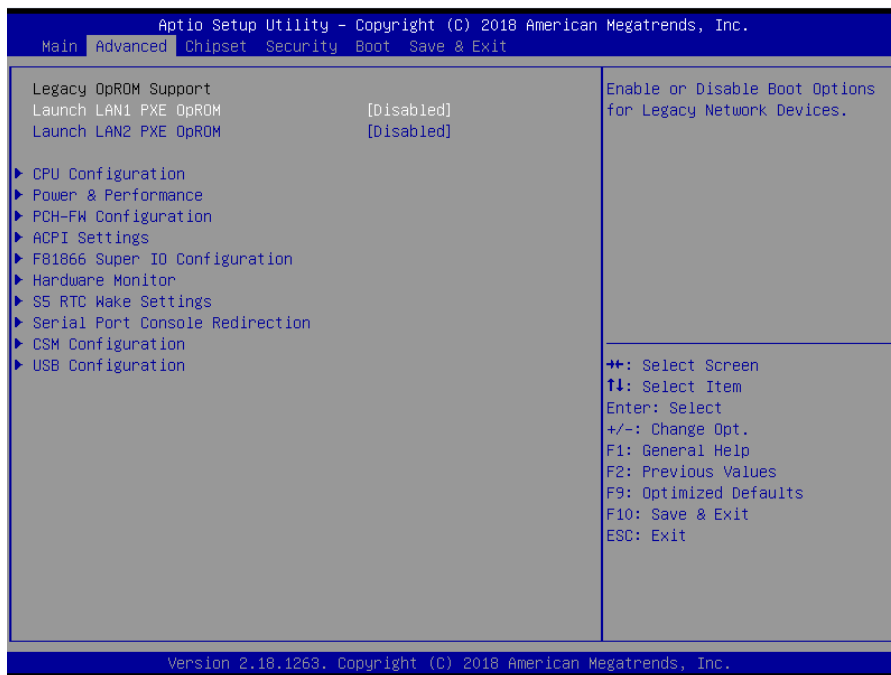 Aptio Setup Utility – Copyright (C) 2018 American Megatrends, Inc.
Main Advanced Chipset Security Boot Save & Exit
Legacy OpROM Support
Launch LAN1 PXE OpROM [Disabled]
Launch LAN2 PXE OpROM [Disabled]
CPU Configuration
Power & Performance
PCH-FW Configuration
ACPI Settings
F81866 Super IO Configuration
Hardware Monitor
S5 RTC Wake Settings
Serial Port Console Redirection
CSM Configuration
USB Configuration
Enable or Disable Boot Options
for Legacy Network Devices.
→←: Select Screen
↑↓: Select Item
Enter: Select
+/-: Change Opt.
F1: General Help
F2: Previous Values
F9: Optimized Defaults
F10: Save & Exit
ESC: Exit
Version 2.18.1263. Copyright (C) 2018 American Megatrends, Inc.